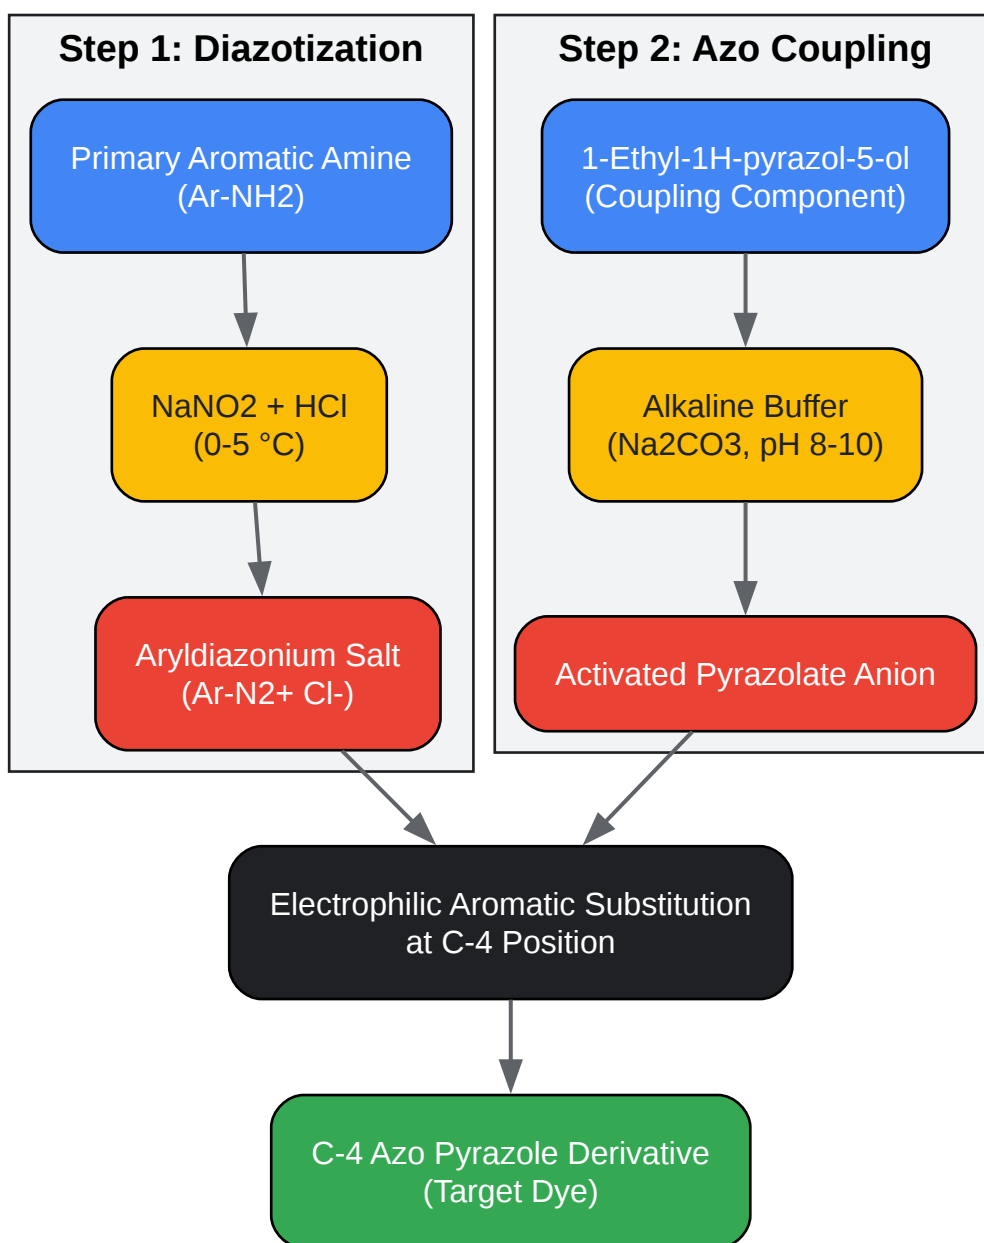 Step 1: Diazotization
Primary Aromatic Amine
(Ar-NH2)
NaNO2 + HCl
(0-5 °C)
Aryldiazonium Salt
(Ar-N2+ Cl-)
Step 2: Azo Coupling
1-Ethyl-1H-pyrazol-5-ol
(Coupling Component)
Alkaline Buffer
(Na2CO3, pH 8-10)
Activated Pyrazolate Anion
Electrophilic Aromatic Substitution
at C-4 Position
C-4 Azo Pyrazole Derivative
(Target Dye)